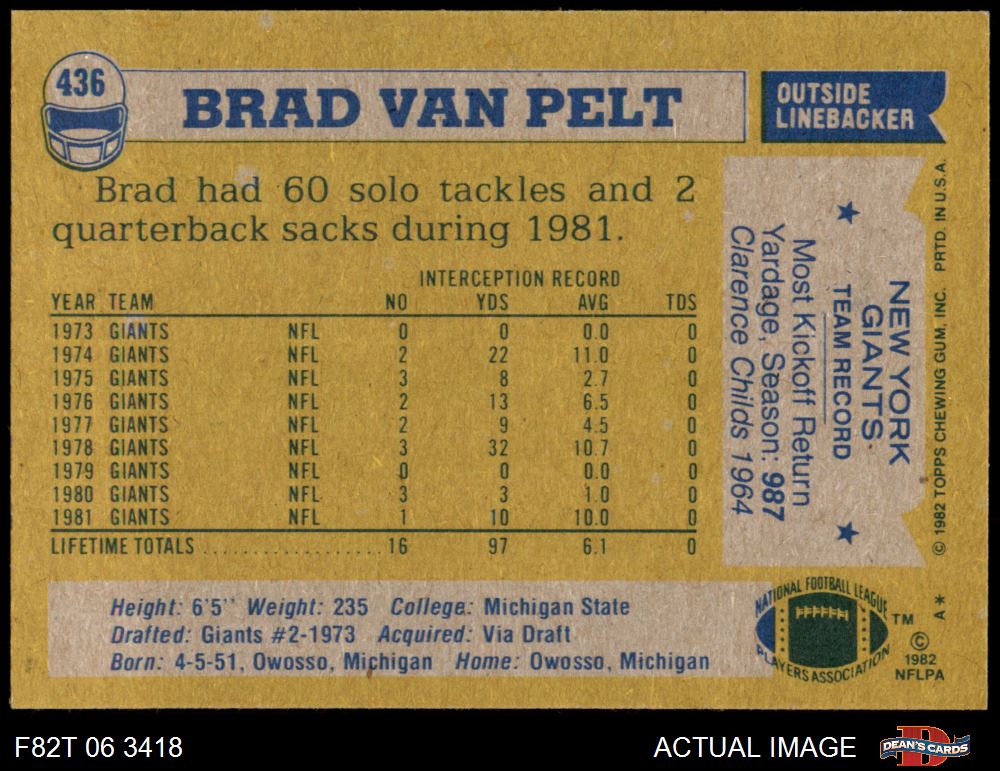 436
BRAD VAN PELT
OUTSIDE
LINEBACKER
Brad had 60 solo tackles and 2
quarterback sacks during 1981.
INTERCEPTION RECORD
YEAR TEAM NO YDS AVG TDS
1973 GIANTS NFL 0 0 0.0 0
1974 GIANTS NFL 2 22 11.0 0
1975 GIANTS NFL 3 8 2.7 0
1976 GIANTS NFL 2 13 6.5 0
1977 GIANTS NFL 2 9 4.5 0
1978 GIANTS NFL 3 32 10.7 0
1979 GIANTS NFL 0 0 0.0 0
1980 GIANTS NFL 3 3 1.0 0
1981 GIANTS NFL 1 10 10.0 0
LIFETIME TOTALS .................... 16 97 6.1 0
NEW YORK
GIANTS
TEAM RECORD
Most Kickoff Return
Yardage, Season: 987
Clarence Childs 1964
© 1982 TOPPS CHEWING GUM, INC. PRTD. IN U.S.A.
Height: 6'5" Weight: 235 College: Michigan State
Drafted: Giants #2-1973 Acquired: Via Draft
Born: 4-5-51, Owosso, Michigan Home: Owosso, Michigan
NATIONAL FOOTBALL LEAGUE
PLAYERS ASSOCIATION
TM
A*
©
1982
NFLPA
F82T 06 3418
ACTUAL IMAGE
DEAN'S CARDS